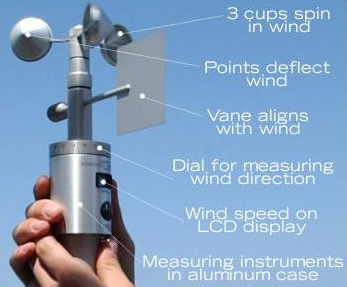 3 cups spin
in wind
Points deflect
wind
Vane aligns
with wind
Dial for measuring
wind direction
Wind speed on
LCD display
Measuring instruments
in aluminum case